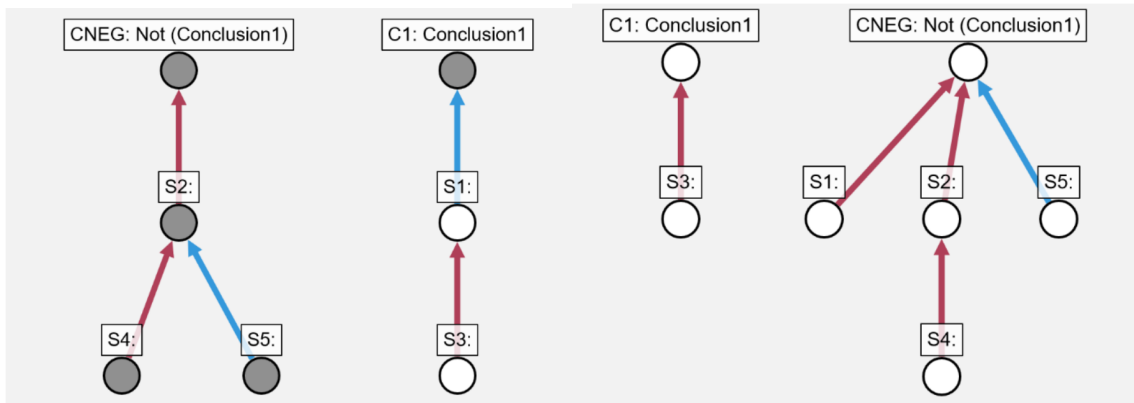 CNEG: Not (Conclusion1)
C1: Conclusion1
C1: Conclusion1
CNEG: Not (Conclusion1)
S2:
S1:
S3:
S1:
S2:
S5:
S4:
S5:
S3:
S4: